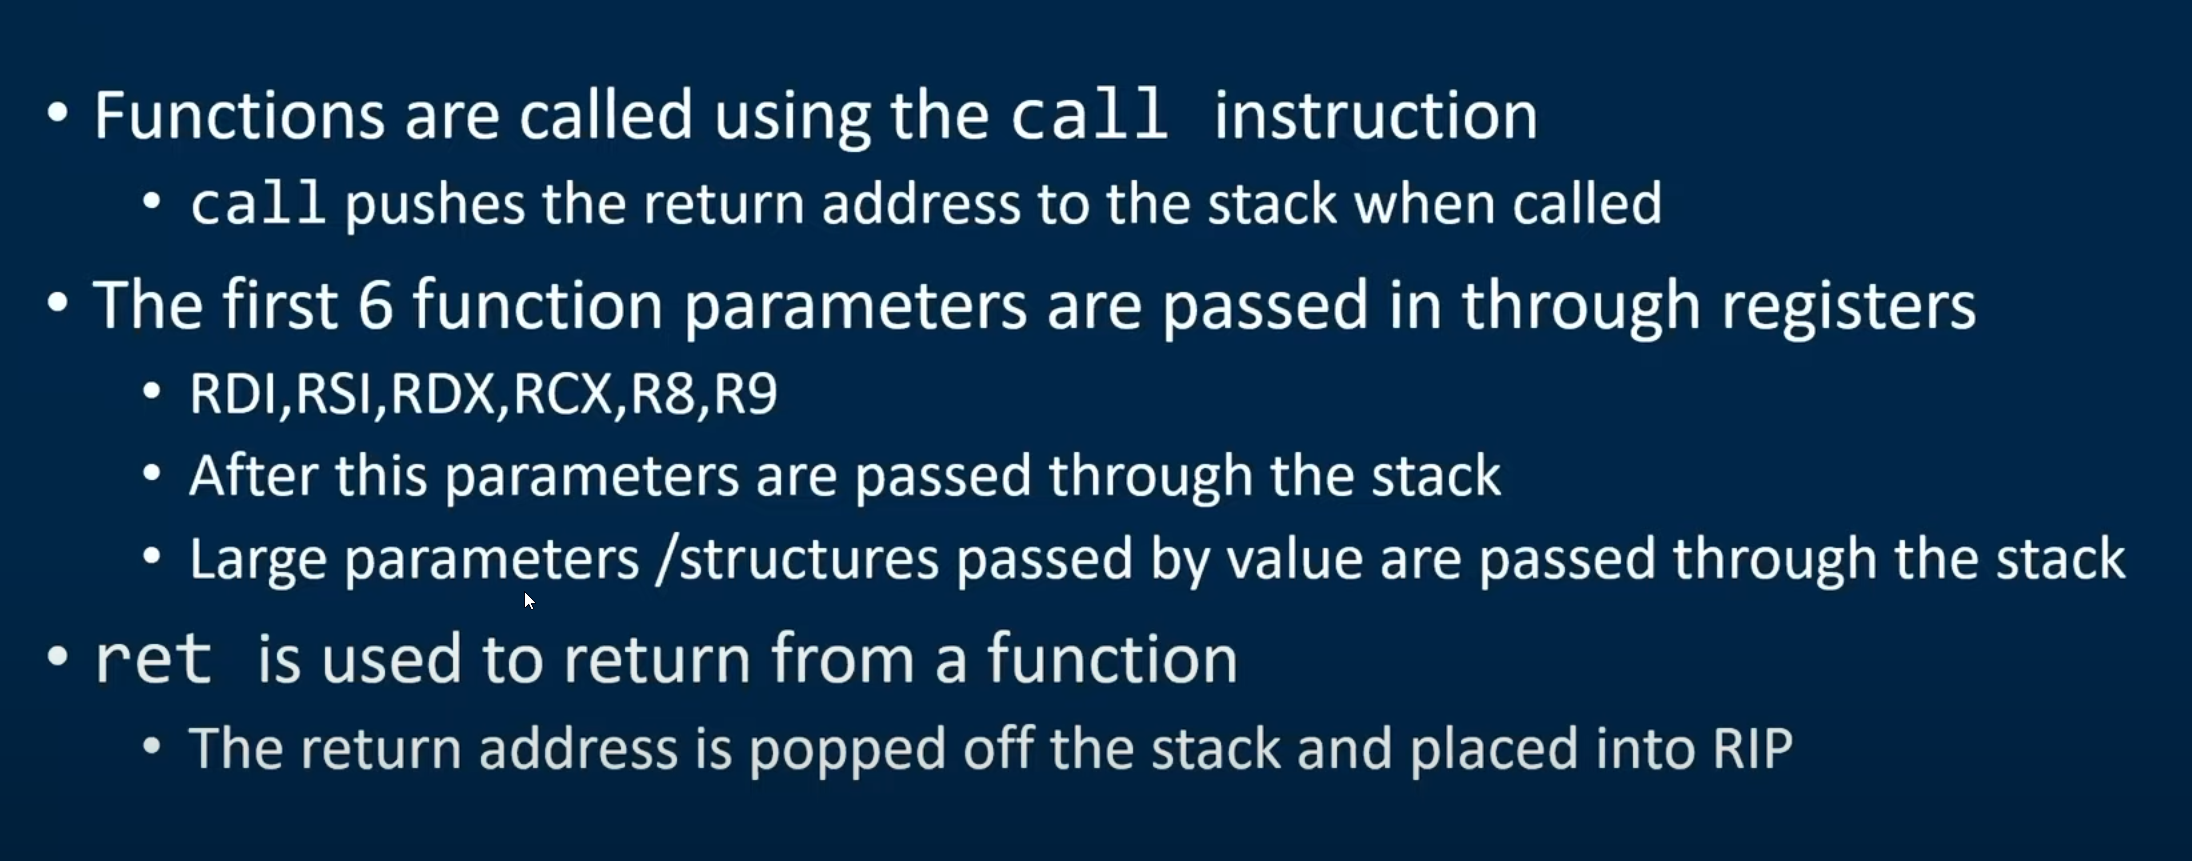 • Functions are called using the call instruction
• call pushes the return address to the stack when called
• The first 6 function parameters are passed in through registers
• RDI,RSI,RDX,RCX,R8,R9
• After this parameters are passed through the stack
• Large parameters /structures passed by value are passed through the stack
• ret is used to return from a function
• The return address is popped off the stack and placed into RIP